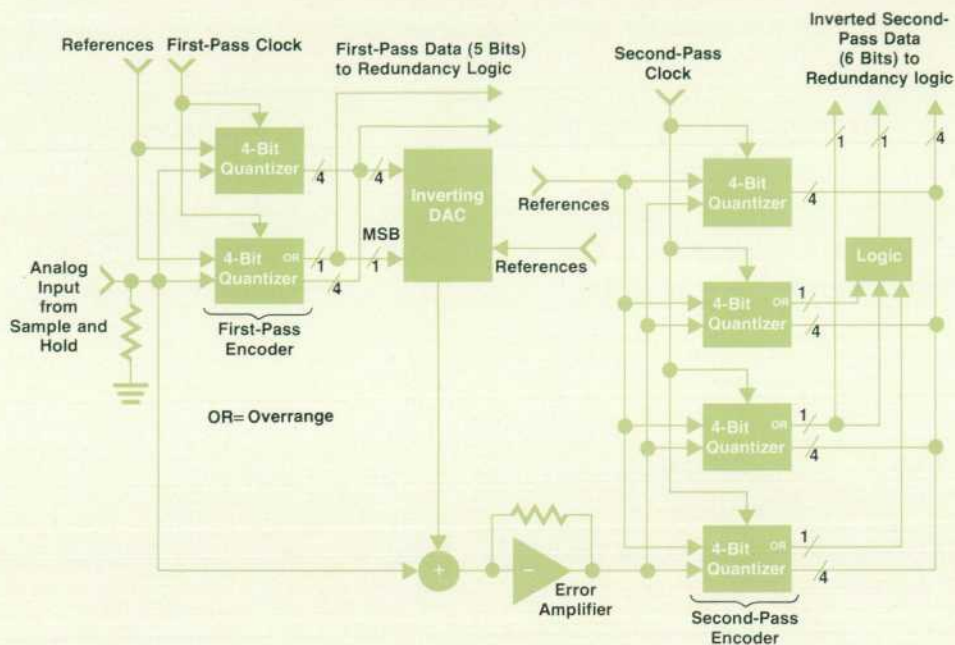 References
First-Pass Clock
First-Pass Data (5 Bits)
to Redundancy Logic
Second-Pass
Clock
Inverted Second-
Pass Data
(6 Bits) to
Redundancy logic
1
1
4
4-Bit
Quantizer
4
4
Inverting
DAC
References
4-Bit
Quantizer
4
MSB
4-Bit OR
Quantizer
1
4
1
References
Logic
Analog
Input
from
Sample and
Hold
First-Pass
Encoder
4-Bit OR
Quantizer
1
4
OR= Overrange
4-Bit OR
Quantizer
1
4
+
−
Error
Amplifier
4-Bit OR
Quantizer
1
4
Second-Pass
Encoder